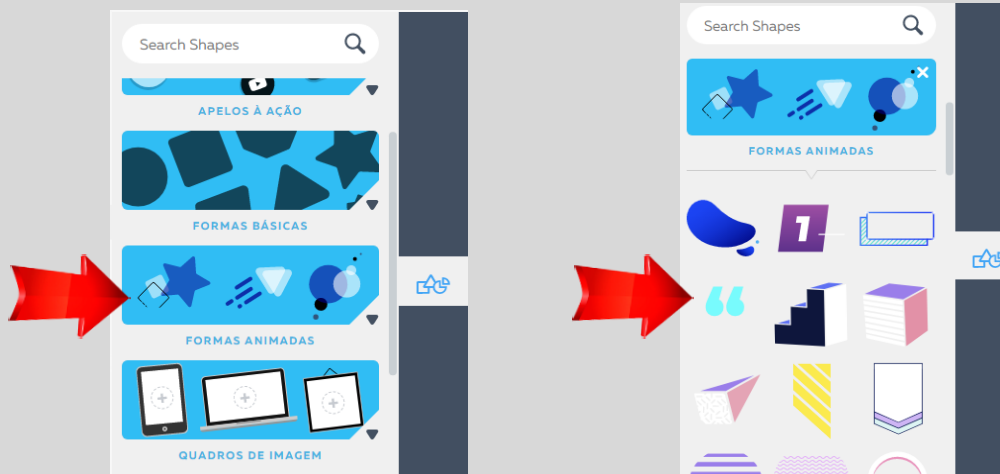 Search Shapes
APELOS À AÇÃO
FORMAS BÁSICAS
FORMAS ANIMADAS
QUADROS DE IMAGEM
Search Shapes
FORMAS ANIMADAS
1